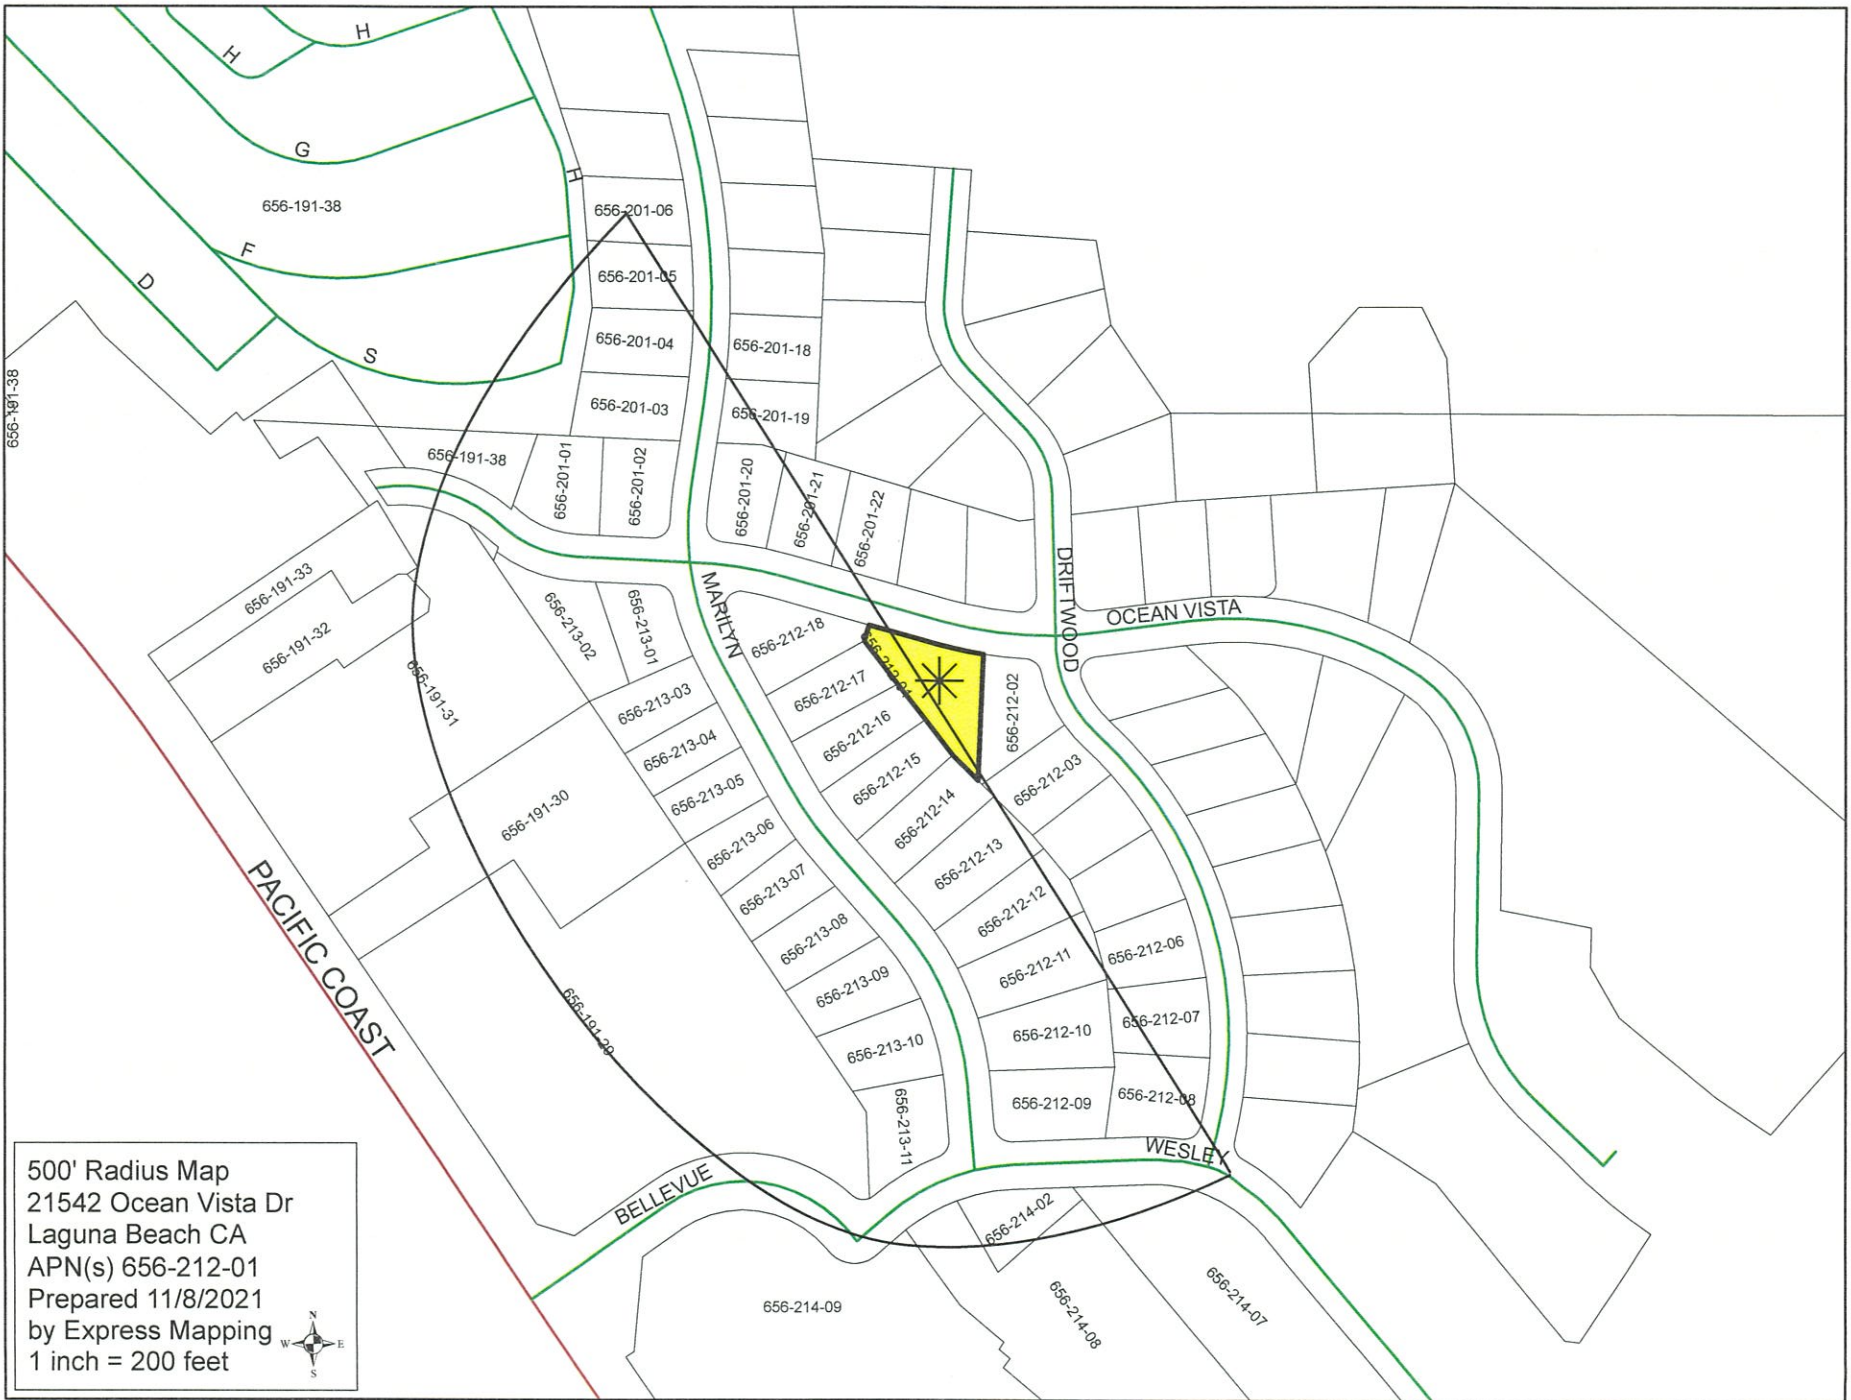 H
H
G
H
656-191-38
F
D
S
656-191-38
656-201-06
656-201-05
656-201-04
656-201-03
656-201-18
656-201-19
656-191-38
656-201-01
656-201-02
656-201-20
656-201-21
656-201-22
DRIFTWOOD
OCEAN VISTA
MARILYN
656-191-33
656-191-32
656-191-31
656-191-30
656-191-29
656-213-02
656-213-01
656-213-03
656-213-04
656-213-05
656-213-06
656-213-07
656-213-08
656-213-09
656-213-10
656-213-11
656-212-18
656-212-17
656-212-16
656-212-15
656-212-14
656-212-13
656-212-12
656-212-11
656-212-10
656-212-09
656-212-01
656-212-02
656-212-03
656-212-06
656-212-07
656-212-08
PACIFIC COAST
BELLEVUE
WESLEY
656-214-02
656-214-09
656-214-08
656-214-07
500' Radius Map
21542 Ocean Vista Dr
Laguna Beach CA
APN(s) 656-212-01
Prepared 11/8/2021
by Express Mapping
1 inch = 200 feet
N
W E
S